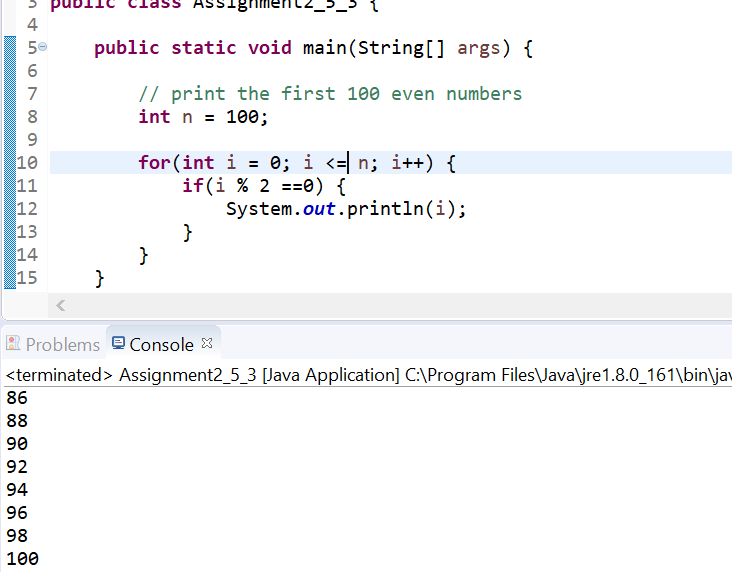 3 public class Assignment2_5_3 {
4
5 public static void main(String[] args) {
6
7 // print the first 100 even numbers
8 int n = 100;
9
10 for(int i = 0; i <= n; i++) {
11 if(i % 2 ==0) {
12 System.out.println(i);
13 }
14 }
15 }
Problems Console
<terminated> Assignment2_5_3 [Java Application] C:\Program Files\Java\jre1.8.0_161\bin\jav
86
88
90
92
94
96
98
100